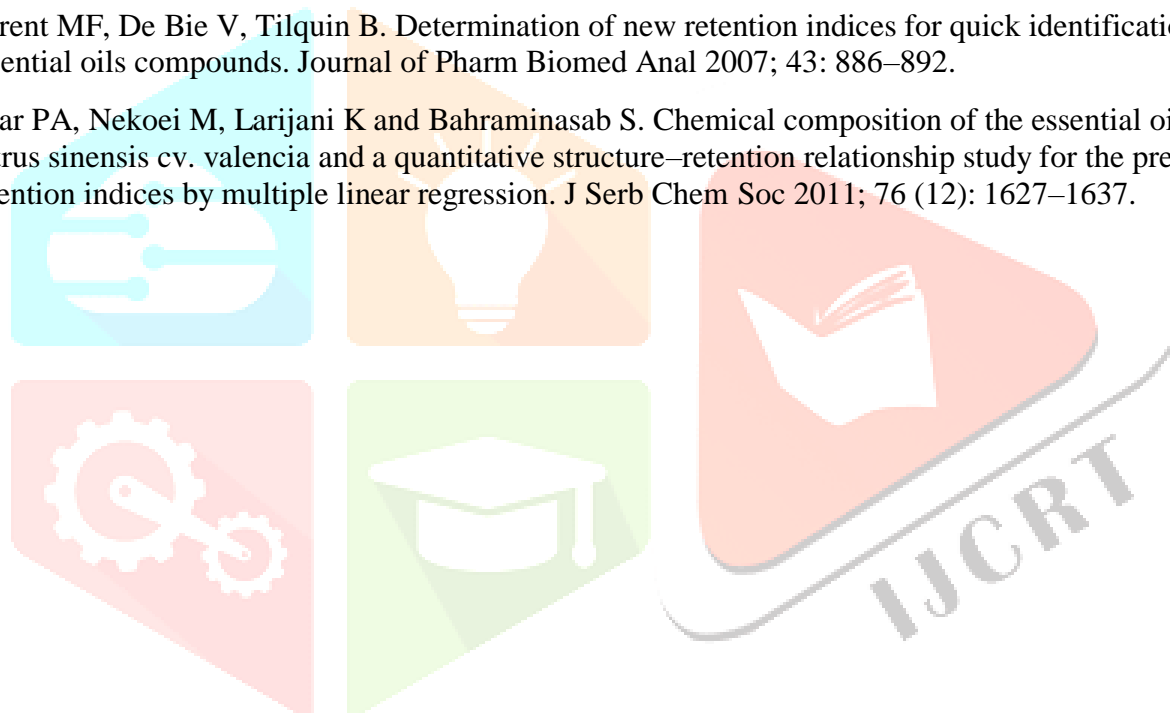 rent MF, De Bie V, Tilquin B. Determination of new retention indices for quick identificatio
ential oils compounds. Journal of Pharm Biomed Anal 2007; 43: 886–892.
ar PA, Nekoei M, Larijani K and Bahraminasab S. Chemical composition of the essential oi
rus sinensis cv. valencia and a quantitative structure–retention relationship study for the pre
ention indices by multiple linear regression. J Serb Chem Soc 2011; 76 (12): 1627–1637.
IJCRT